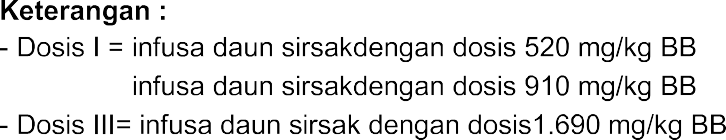 Keterangan :
- Dosis I = infusa daun sirsakdengan dosis 520 mg/kg BB
infusa daun sirsakdengan dosis 910 mg/kg BB
- Dosis III= infusa daun sirsak dengan dosis1.690 mg/kg BB